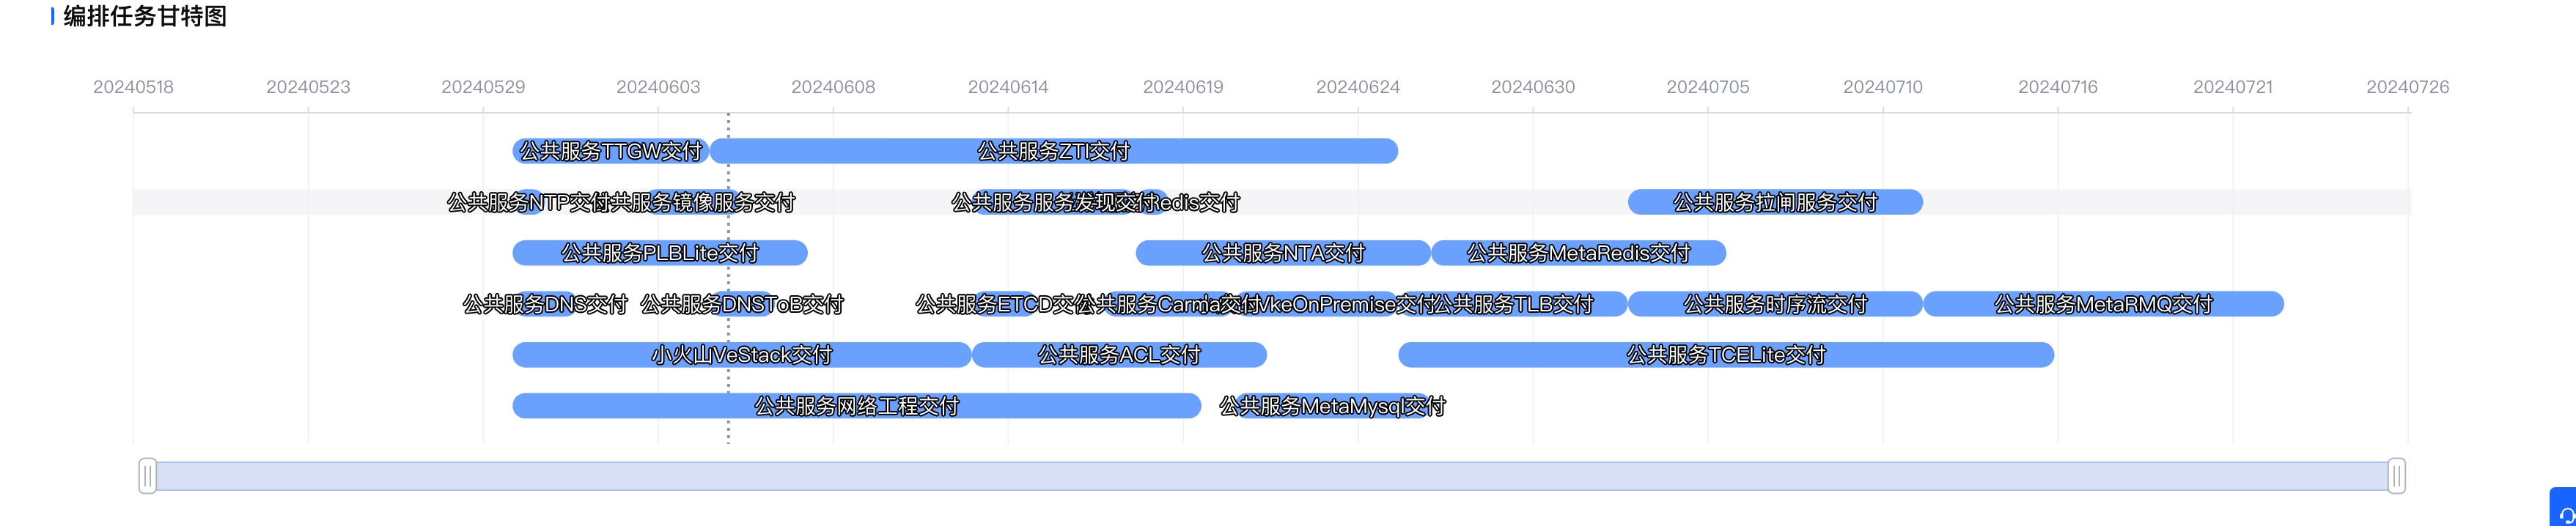 编排任务甘特图
20240518 20240523 20240529 20240603 20240608 20240614 20240619 20240624 20240630 20240705 20240710 20240716 20240721 20240726
公共服务TTGW交付 公共服务ZTI交付
公共服务NTP交付 共服务镜像服务交付 公共服务服务发现交付 Redis交付 公共服务拉闸服务交付
公共服务PLBLite交付 公共服务NTA交付 公共服务MetaRedis交付
公共服务DNS交付 公共服务DNSToB交付 公共服务ETCD交付 公共服务Carma交付 VkeOnPremise交付 公共服务TLB交付 公共服务时序流交付 公共服务MetaRMQ交付
小火山VeStack交付 公共服务ACL交付 公共服务TCELite交付
公共服务网络工程交付 公共服务MetaMysql交付